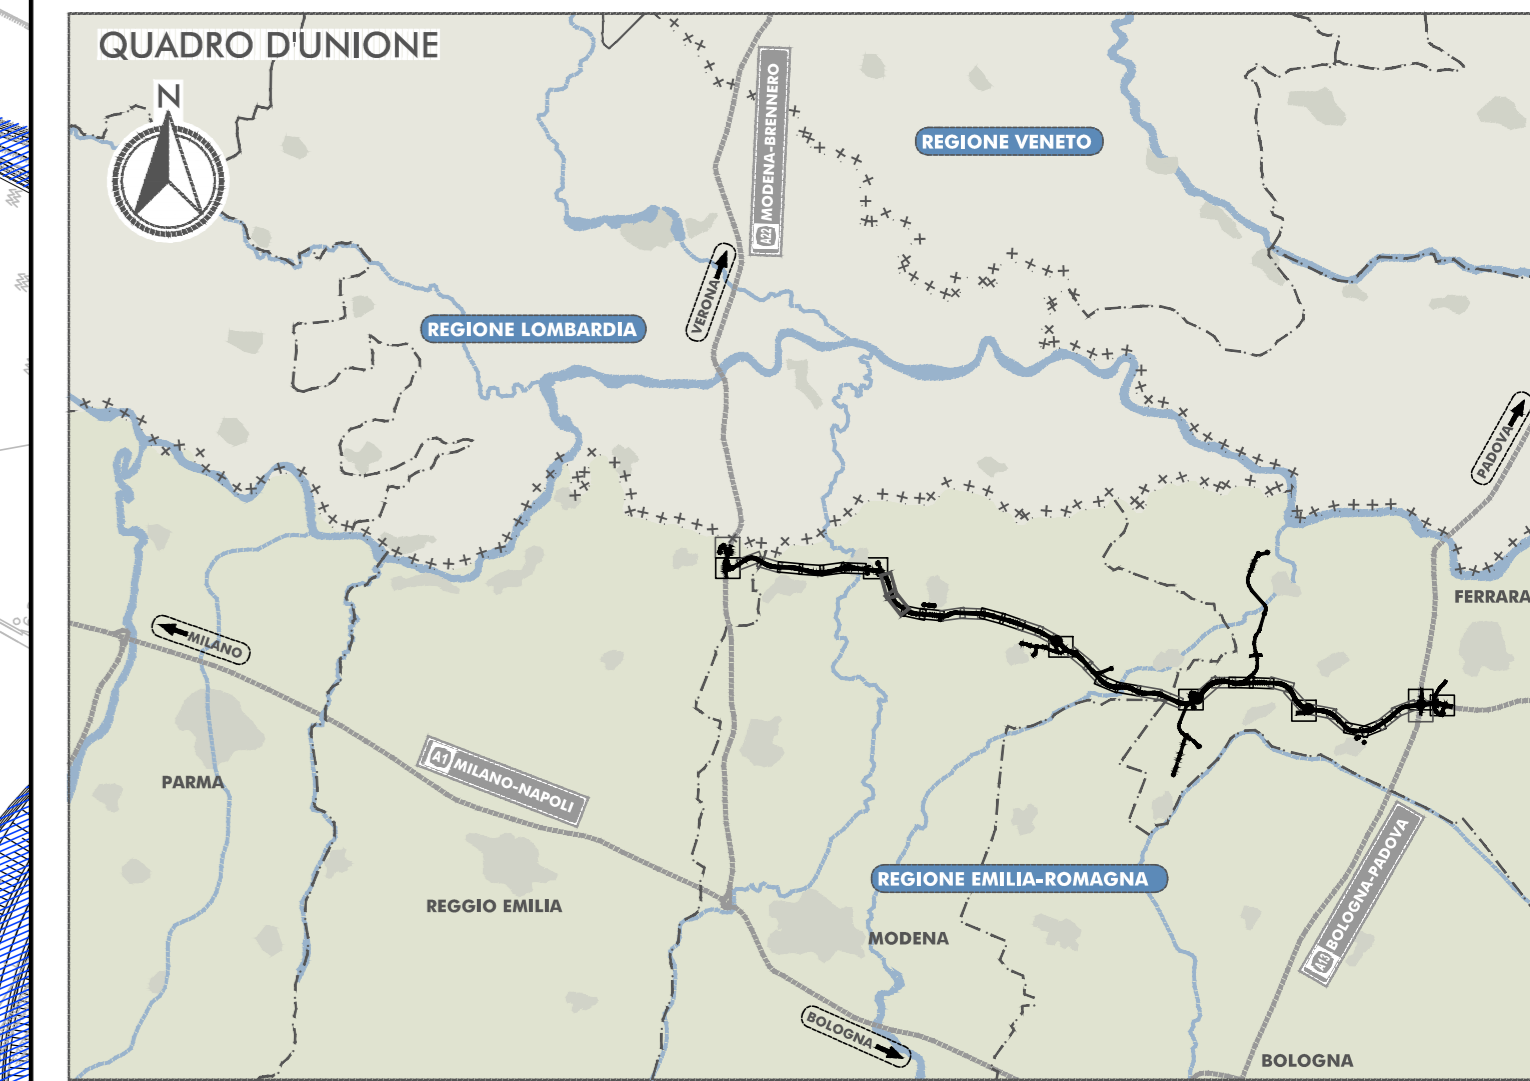 QUADRO D'UNIONE
N
A22 MODENA-BRENNERO
REGIONE VENETO
VERONA
REGIONE LOMBARDIA
PADOVA
FERRARA
MILANO
PARMA
A1 MILANO-NAPOLI
REGGIO EMILIA
REGIONE EMILIA-ROMAGNA
MODENA
A13 BOLOGNA-PADOVA
BOLOGNA
BOLOGNA